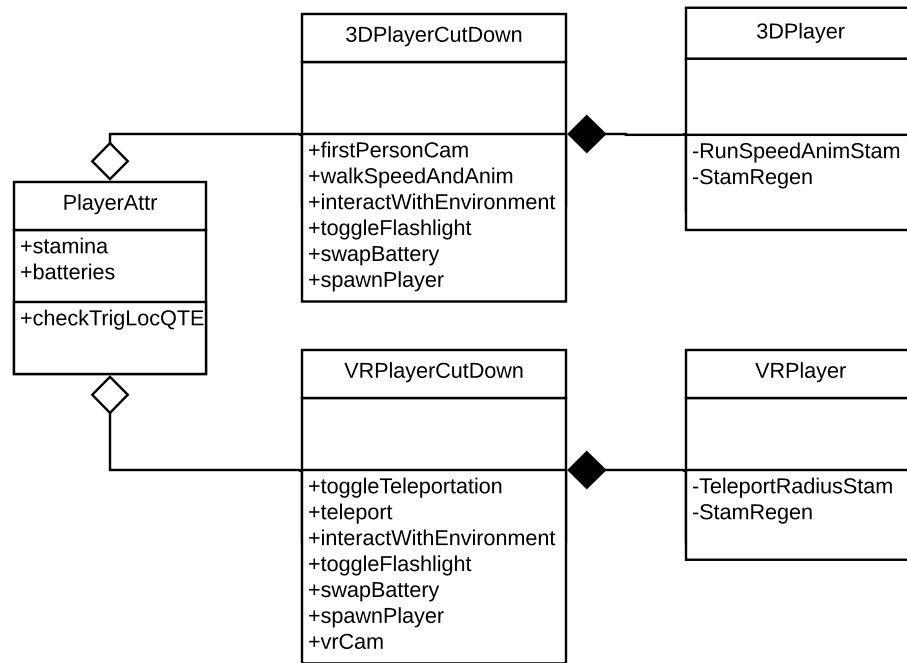 3DPlayerCutDown
+firstPersonCam
+walkSpeedAndAnim
+interactWithEnvironment
+toggleFlashlight
+swapBattery
+spawnPlayer
3DPlayer
-RunSpeedAnimStam
-StamRegen
PlayerAttr
+stamina
+batteries
+checkTrigLocQTE
VRPlayerCutDown
+toggleTeleportation
+teleport
+interactWithEnvironment
+toggleFlashlight
+swapBattery
+spawnPlayer
+vrCam
VRPlayer
-TeleportRadiusStam
-StamRegen